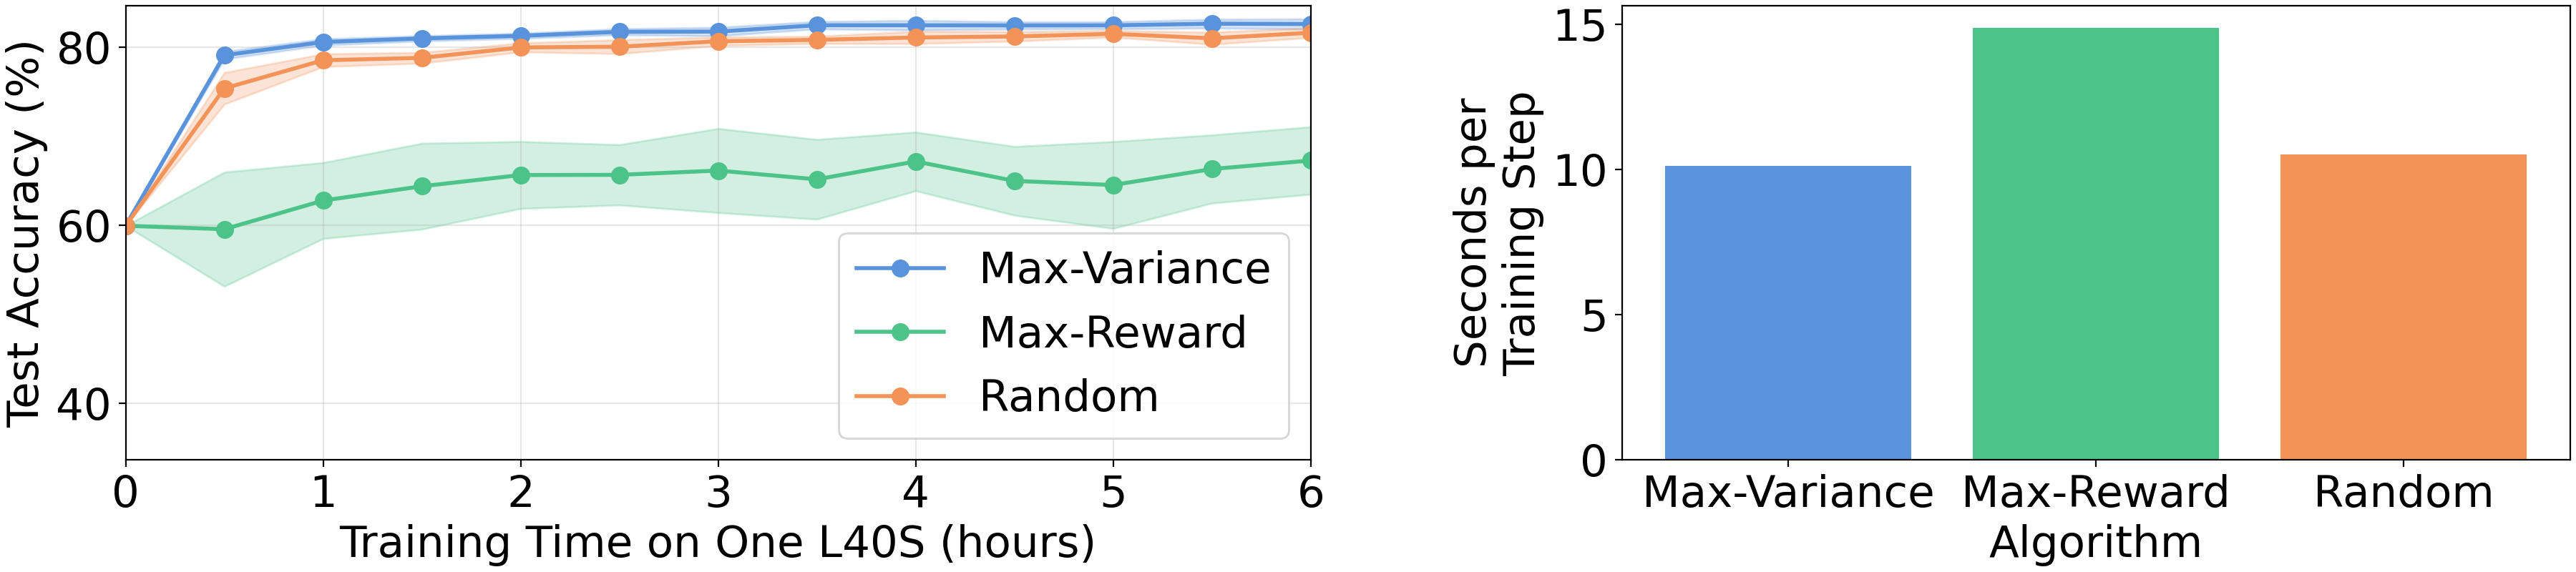 Test Accuracy (%)
80
60
40
0 1 2 3 4 5 6
Training Time on One L40S (hours)
Max-Variance
Max-Reward
Random
Seconds per
Training Step
15
10
5
0
Max-Variance Max-Reward Random
Algorithm